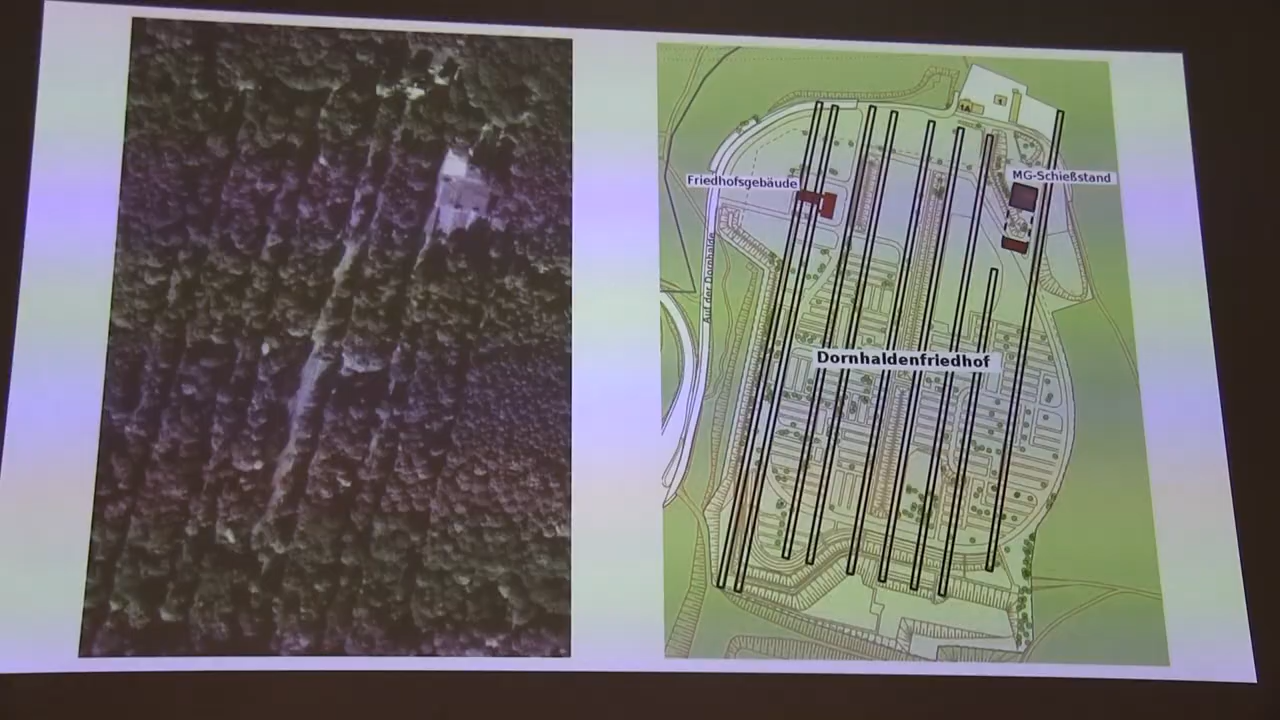 1A
1
Friedhofsgebäude
MG-Schießstand
Auf der Dornhalde
Dornhaldenfriedhof